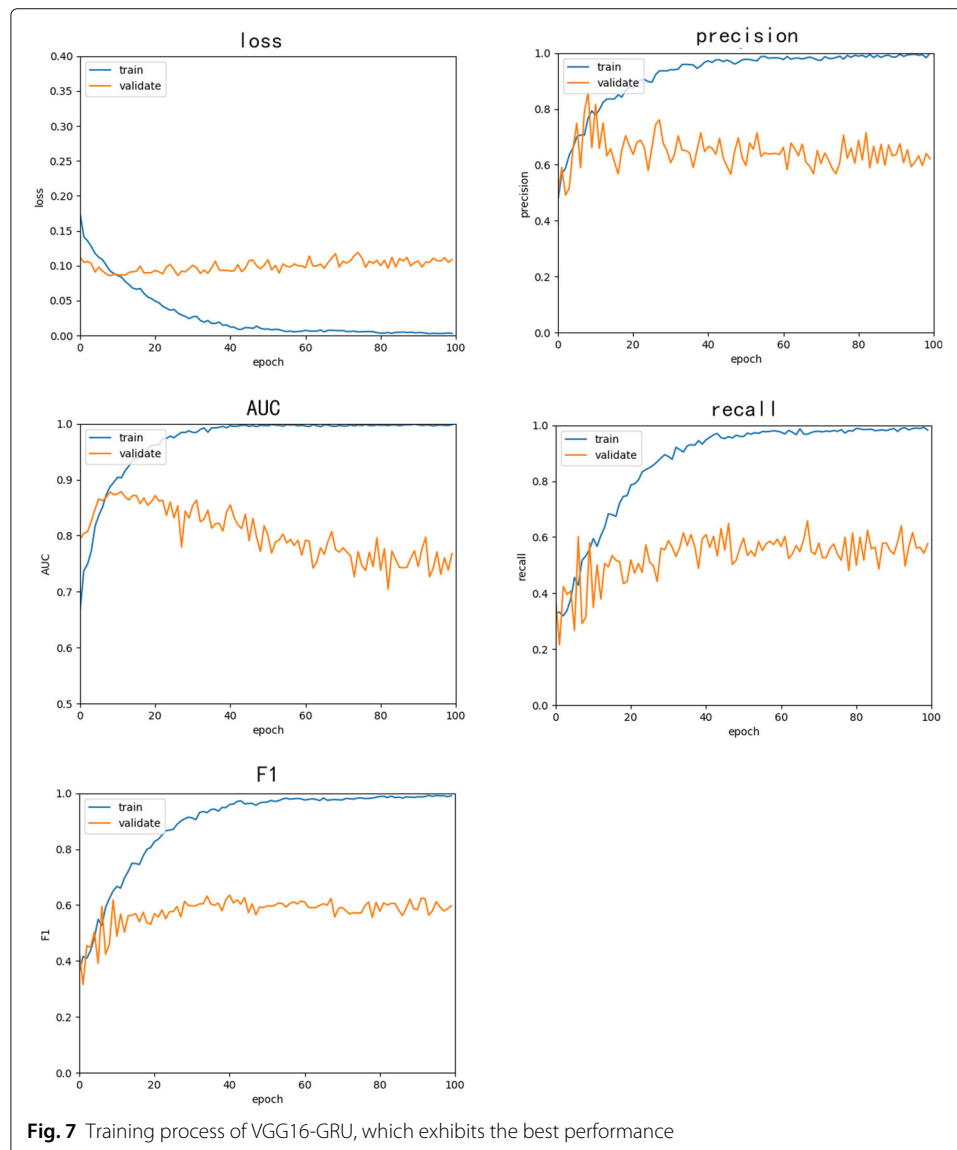 loss
0.40
0.35
0.30
0.25
0.20
0.15
0.10
0.05
0.00
loss
train
validate
0
20
40
60
80
100
epoch
precision
1.0
0.8
0.6
0.4
0.2
0.0
precision
train
validate
0
20
40
60
80
100
epoch
AUC
1.0
0.9
0.8
0.7
0.6
0.5
AUC
train
validate
0
20
40
60
80
100
epoch
recall
1.0
0.8
0.6
0.4
0.2
0.0
recall
train
validate
0
20
40
60
80
100
epoch
F1
1.0
0.8
0.6
0.4
0.2
0.0
F1
train
validate
0
20
40
60
80
100
epoch
Fig. 7 Training process of VGG16-GRU, which exhibits the best performance